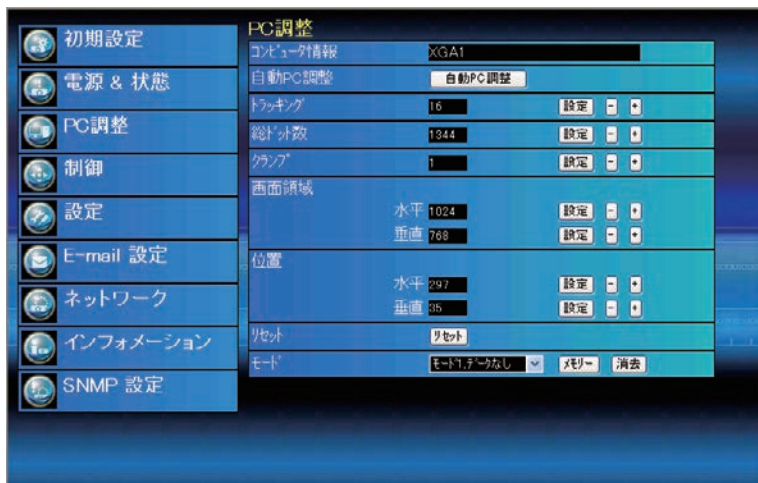 初期設定
電源 & 状態
PC調整
制御
設定
E-mail 設定
ネットワーク
インフォメーション
SNMP 設定
PC調整
コンピュータ情報 XGA1
自動PC調整 自動PC調整
トラッキング 16 設定 - +
総ドット数 1344 設定 - +
クランプ 1 設定 - +
画面領域
水平 1024 設定 - +
垂直 768 設定 - +
位置
水平 297 設定 - +
垂直 35 設定 - +
リセット リセット
モード モード1.データなし メモリー 消去